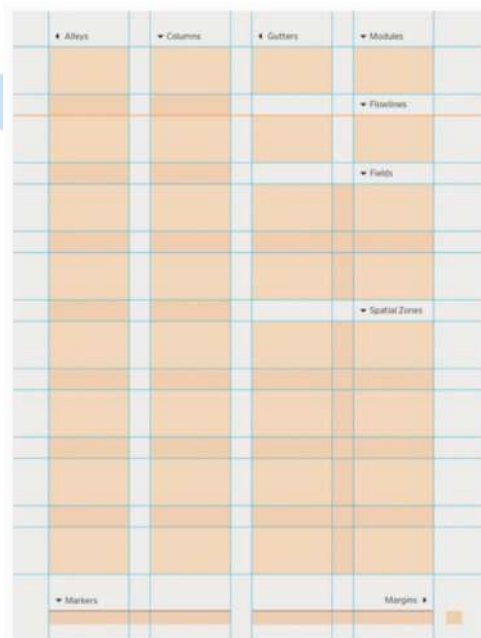 Alleys
Columns
Gutters
Modules
Flowlines
Fields
Spatial Zones
Markers
Margins